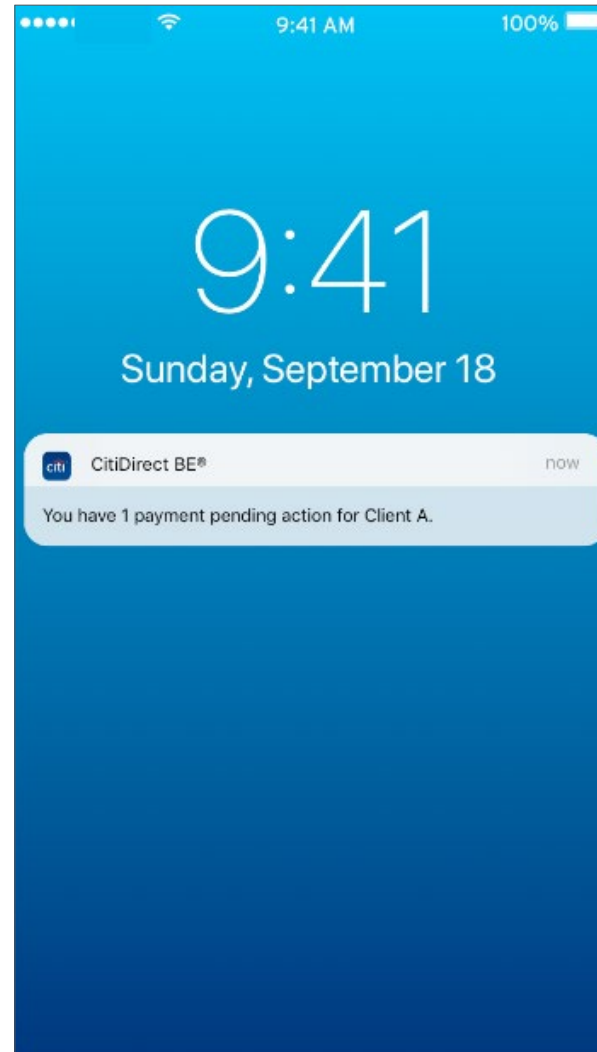 9:41 AM 100%
9:41
Sunday, September 18
citi CitiDirect BE® now
You have 1 payment pending action for Client A.